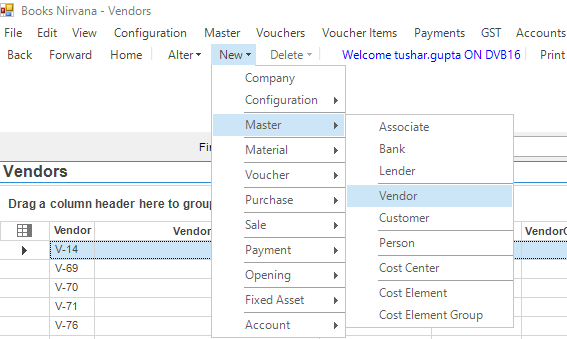 Books Nirvana - Vendors
File Edit View Configuration Master Vouchers Voucher Items Payments GST Accounts
Back Forward Home Alter New Delete Welcome tushar.gupta ON DVB16 Print
Company
Configuration
Master
Material
Voucher
Purchase
Sale
Payment
Opening
Fixed Asset
Account
Associate
Bank
Lender
Vendor
Customer
Person
Cost Center
Cost Element
Cost Element Group
Vendors
Drag a column header here to group
Vendor Vendor
V-14
V-69
V-70
V-71
V-76